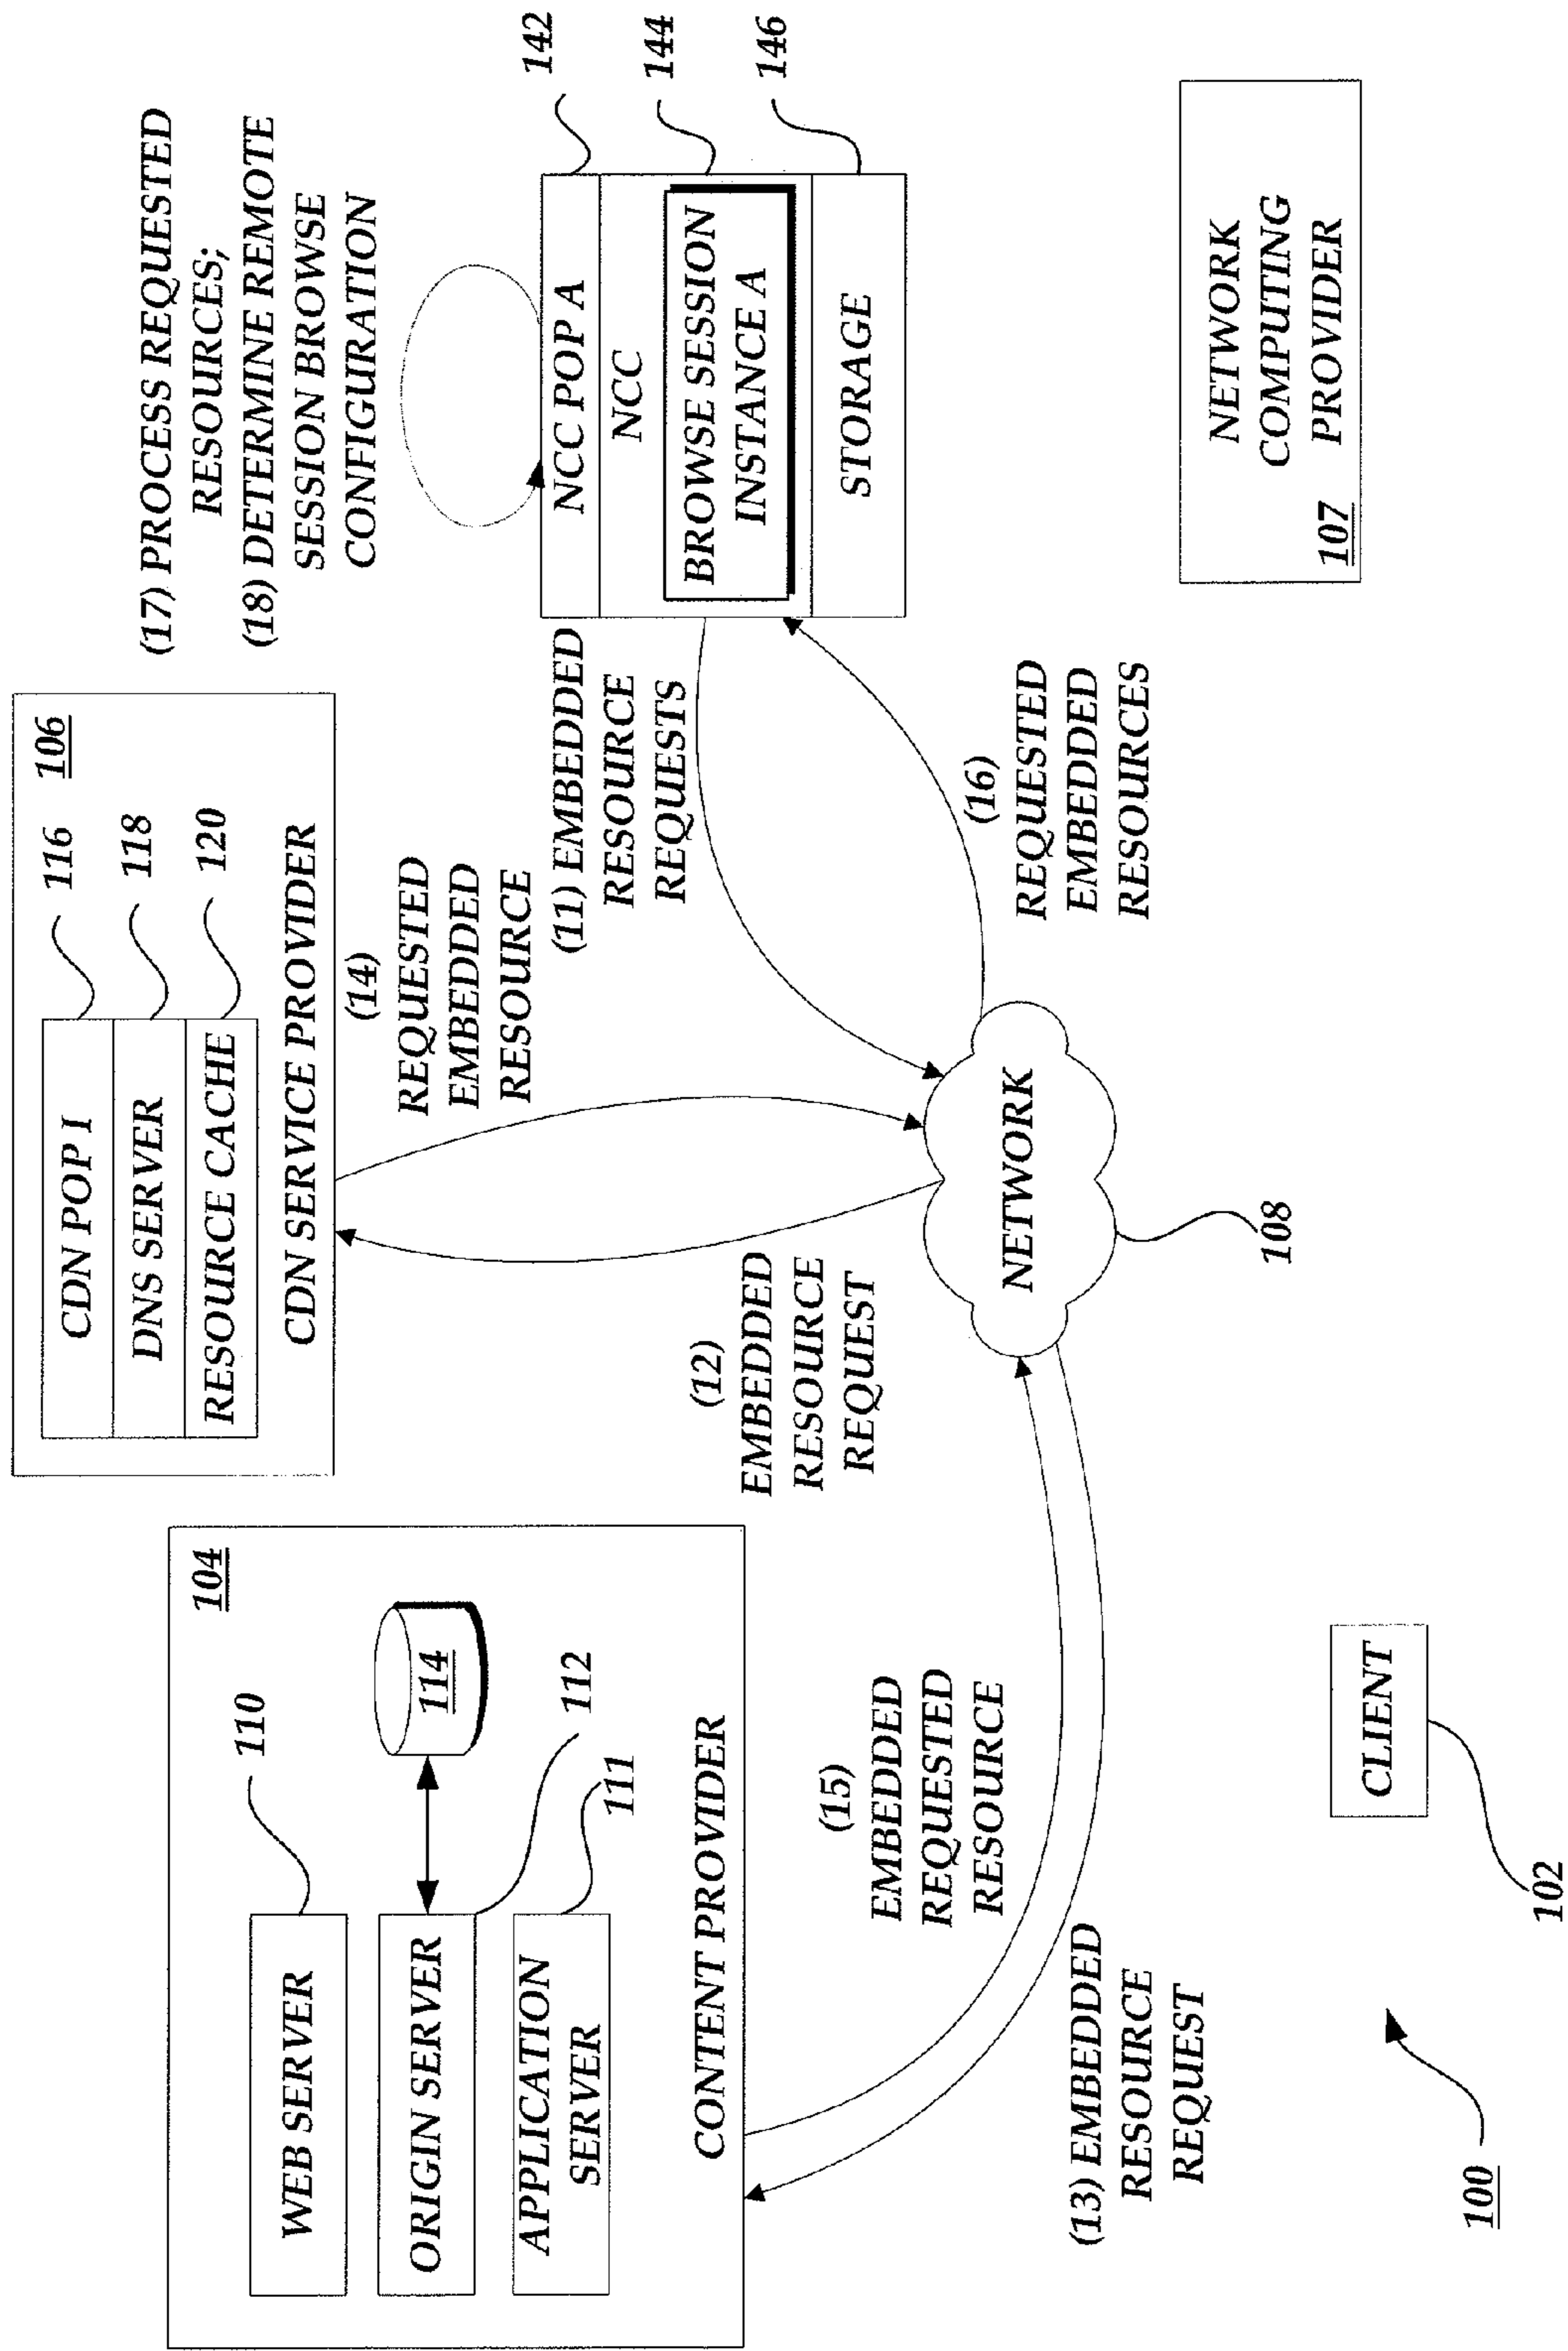 104
WEB SERVER
110
ORIGIN SERVER
114
112
APPLICATION
SERVER
111
CONTENT PROVIDER
106
CDN POP I
116
DNS SERVER
118
RESOURCE CACHE
120
CDN SERVICE PROVIDER
(17) PROCESS REQUESTED
RESOURCES;
(18) DETERMINE REMOTE
SESSION BROWSE
CONFIGURATION
NCC POP A
142
NCC
144
BROWSE SESSION
INSTANCE A
STORAGE
146
(14)
REQUESTED
EMBEDDED
RESOURCE
(11) EMBEDDED
RESOURCE
REQUESTS
(12)
EMBEDDED
RESOURCE
REQUEST
(16)
REQUESTED
EMBEDDED
RESOURCES
NETWORK
108
(15)
EMBEDDED
REQUESTED
RESOURCE
(13) EMBEDDED
RESOURCE
REQUEST
NETWORK
COMPUTING
PROVIDER
107
CLIENT
102
100